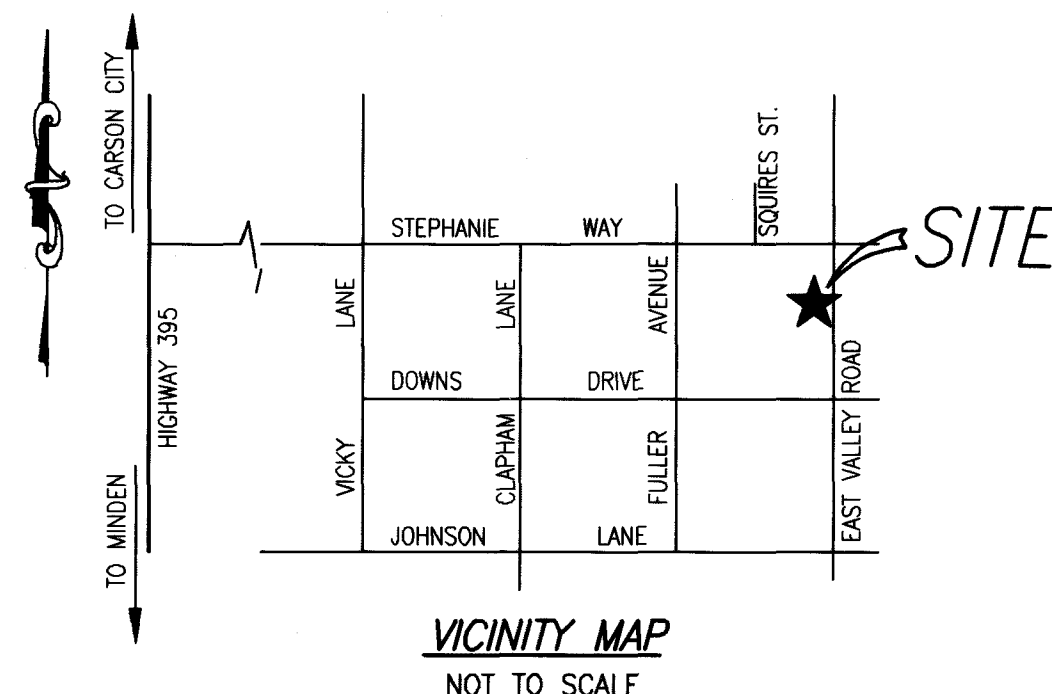 TO CARSON CITY
SQUIRES ST.
STEPHANIE WAY
SITE
HIGHWAY 395
LANE
LANE
AVENUE
ROAD
DOWNS DRIVE
VICKY
CLAPHAM
FULLER
EAST VALLEY
TO MINDEN
JOHNSON LANE
VICINITY MAP
NOT TO SCALE